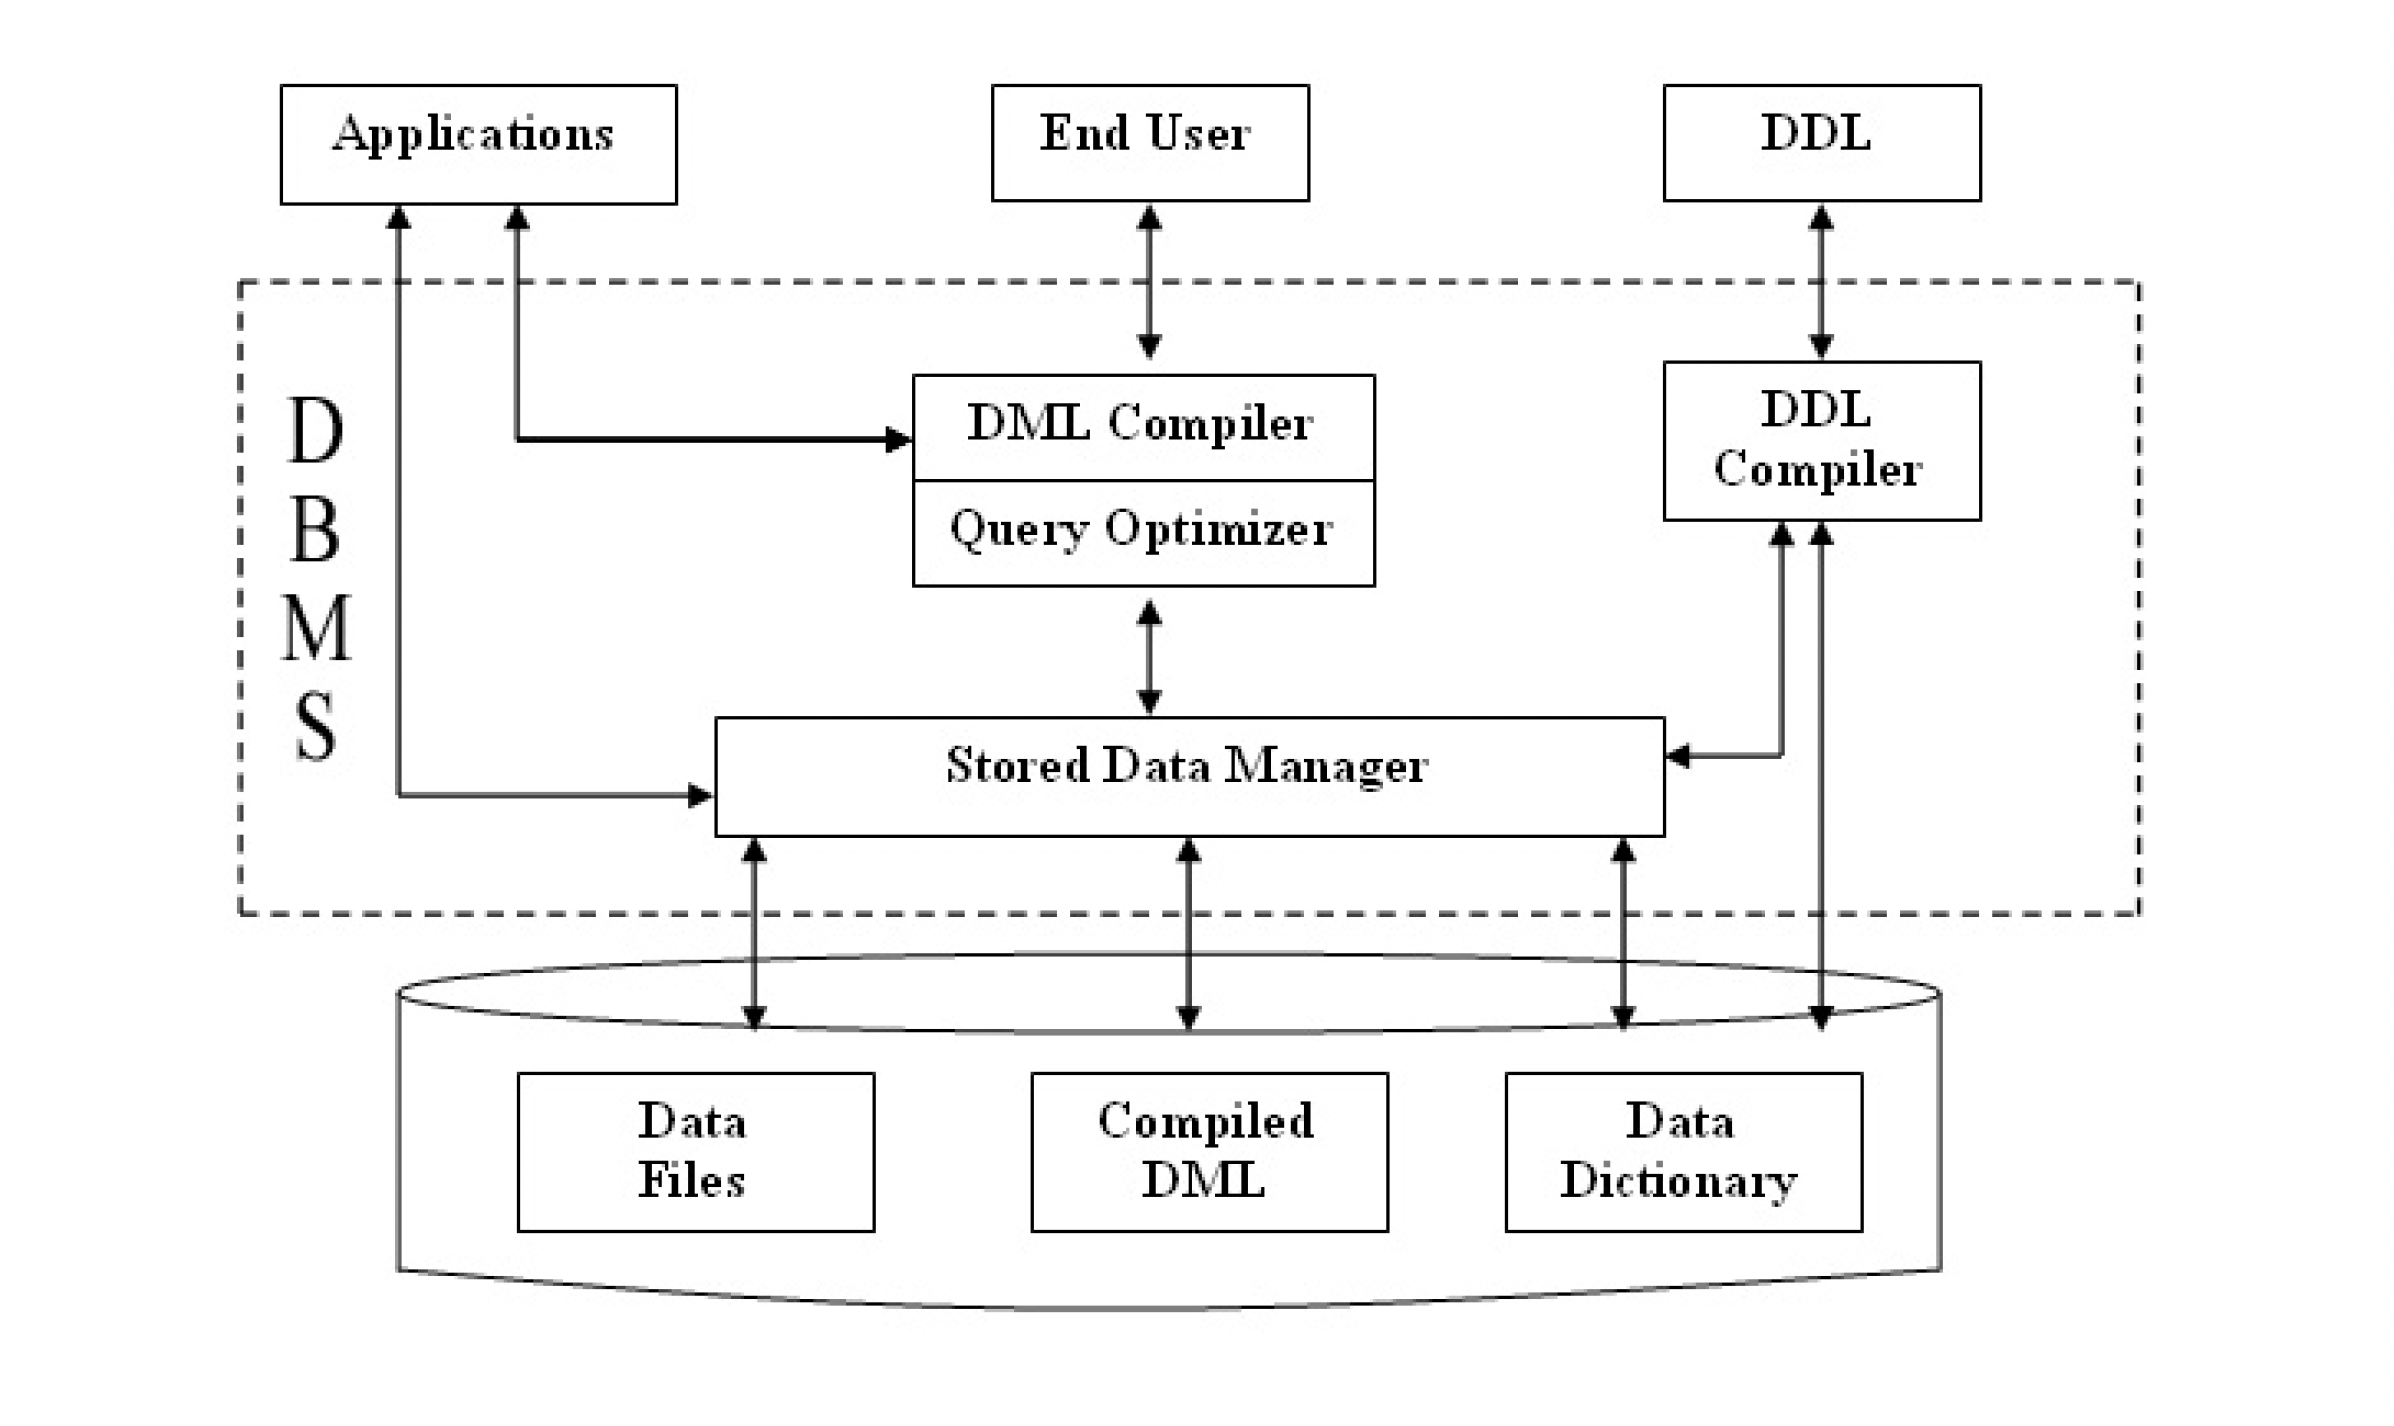 Applications
End User
DDL
D
B
M
S
DML Compiler
Query Optimizer
DDL
Compiler
Stored Data Manager
Data
Files
Compiled
DML
Data
Dictionary